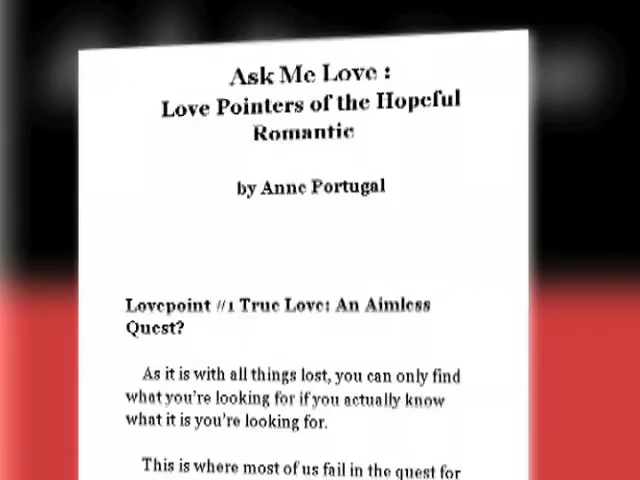 Ask Me Love :
Love Pointers of the Hopeful
Romantic
by Anne Portugal
Lovepoint #1 True Love: An Aimless
Quest?
As it is with all things lost, you can only find
what you're looking for if you actually know
what it is you're looking for.
This is where most of us fail in the quest for